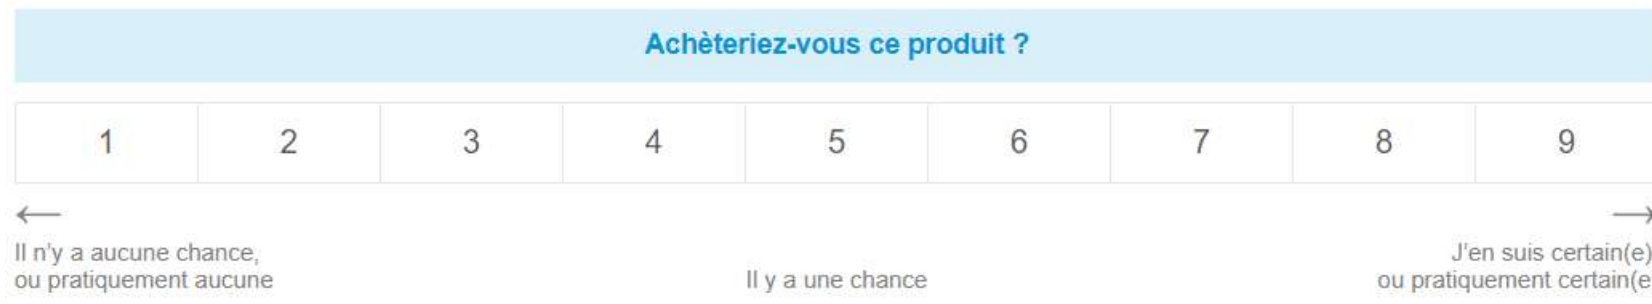 Achèteriez-vous ce produit ?
1 2 3 4 5 6 7 8 9
← →
Il n'y a aucune chance,
ou pratiquement aucune
Il y a une chance
J'en suis certain(e)
ou pratiquement certain(e